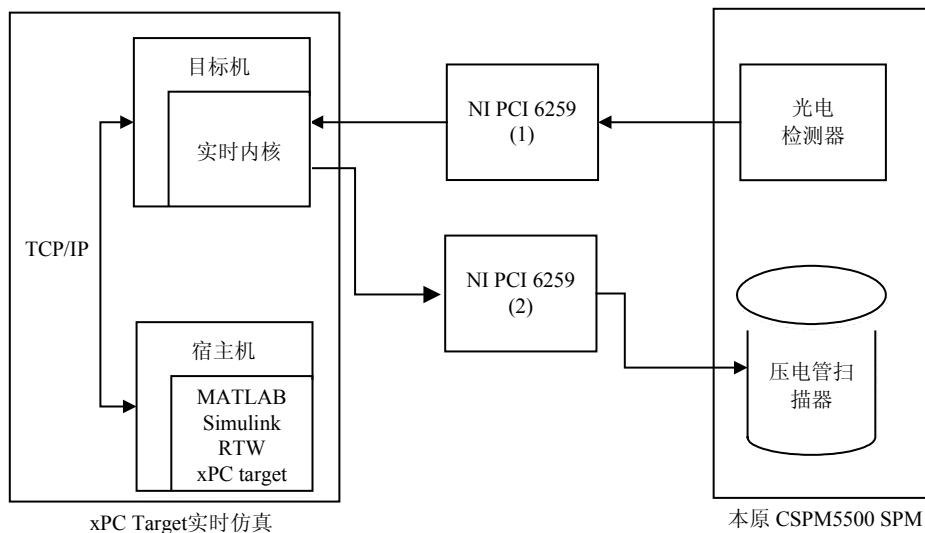 目标机
实时内核
TCP/IP
宿主机
MATLAB
Simulink
RTW
xPC target
xPC Target实时仿真
NI PCI 6259
(1)
NI PCI 6259
(2)
光电
检测器
压电管扫
描器
本原 CSPM5500 SPM